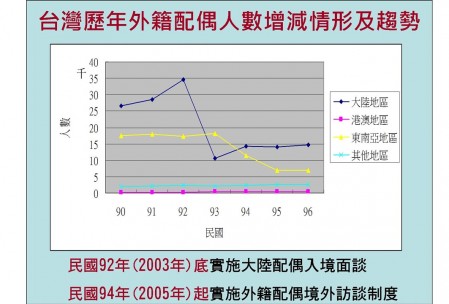 台灣歷年外籍配偶人數增減情形及趨勢
千
40
35
30
25
20
15
10
5
0
人數
90 91 92 93 94 95 96
民國
大陸地區
港澳地區
東南亞地區
其他地區
民國92年(2003年)底實施大陸配偶入境面談
民國94年(2005年)起實施外籍配偶境外訪談制度